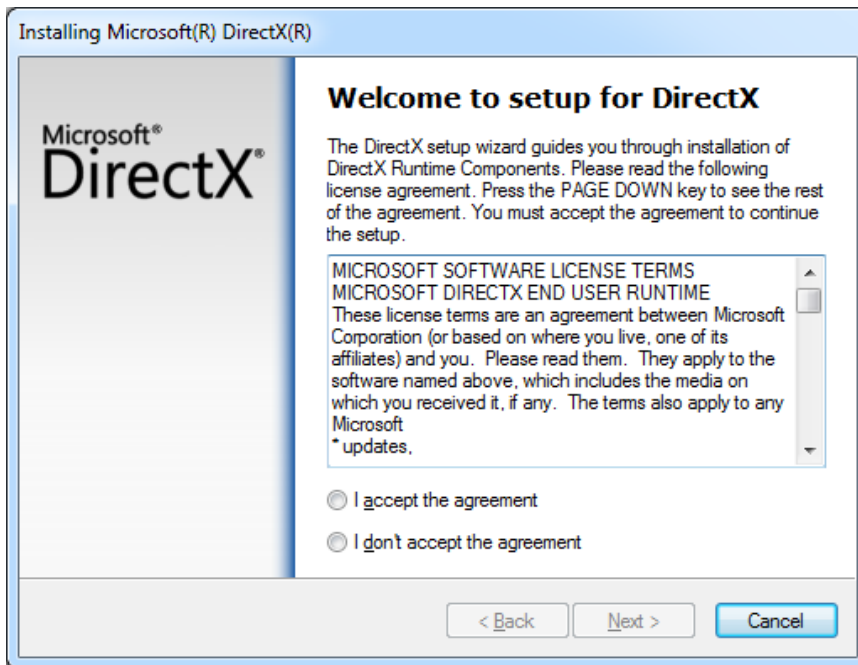 Installing Microsoft(R) DirectX(R)
Microsoft®
DirectX®
Welcome to setup for DirectX
The DirectX setup wizard guides you through installation of
DirectX Runtime Components. Please read the following
license agreement. Press the PAGE DOWN key to see the rest
of the agreement. You must accept the agreement to continue
the setup.
MICROSOFT SOFTWARE LICENSE TERMS
MICROSOFT DIRECTX END USER RUNTIME
These license terms are an agreement between Microsoft
Corporation (or based on where you live, one of its
affiliates) and you.  Please read them.  They apply to the
software named above, which includes the media on
which you received it, if any.  The terms also apply to any
Microsoft
* updates,
I accept the agreement
I don't accept the agreement
< Back
Next >
Cancel